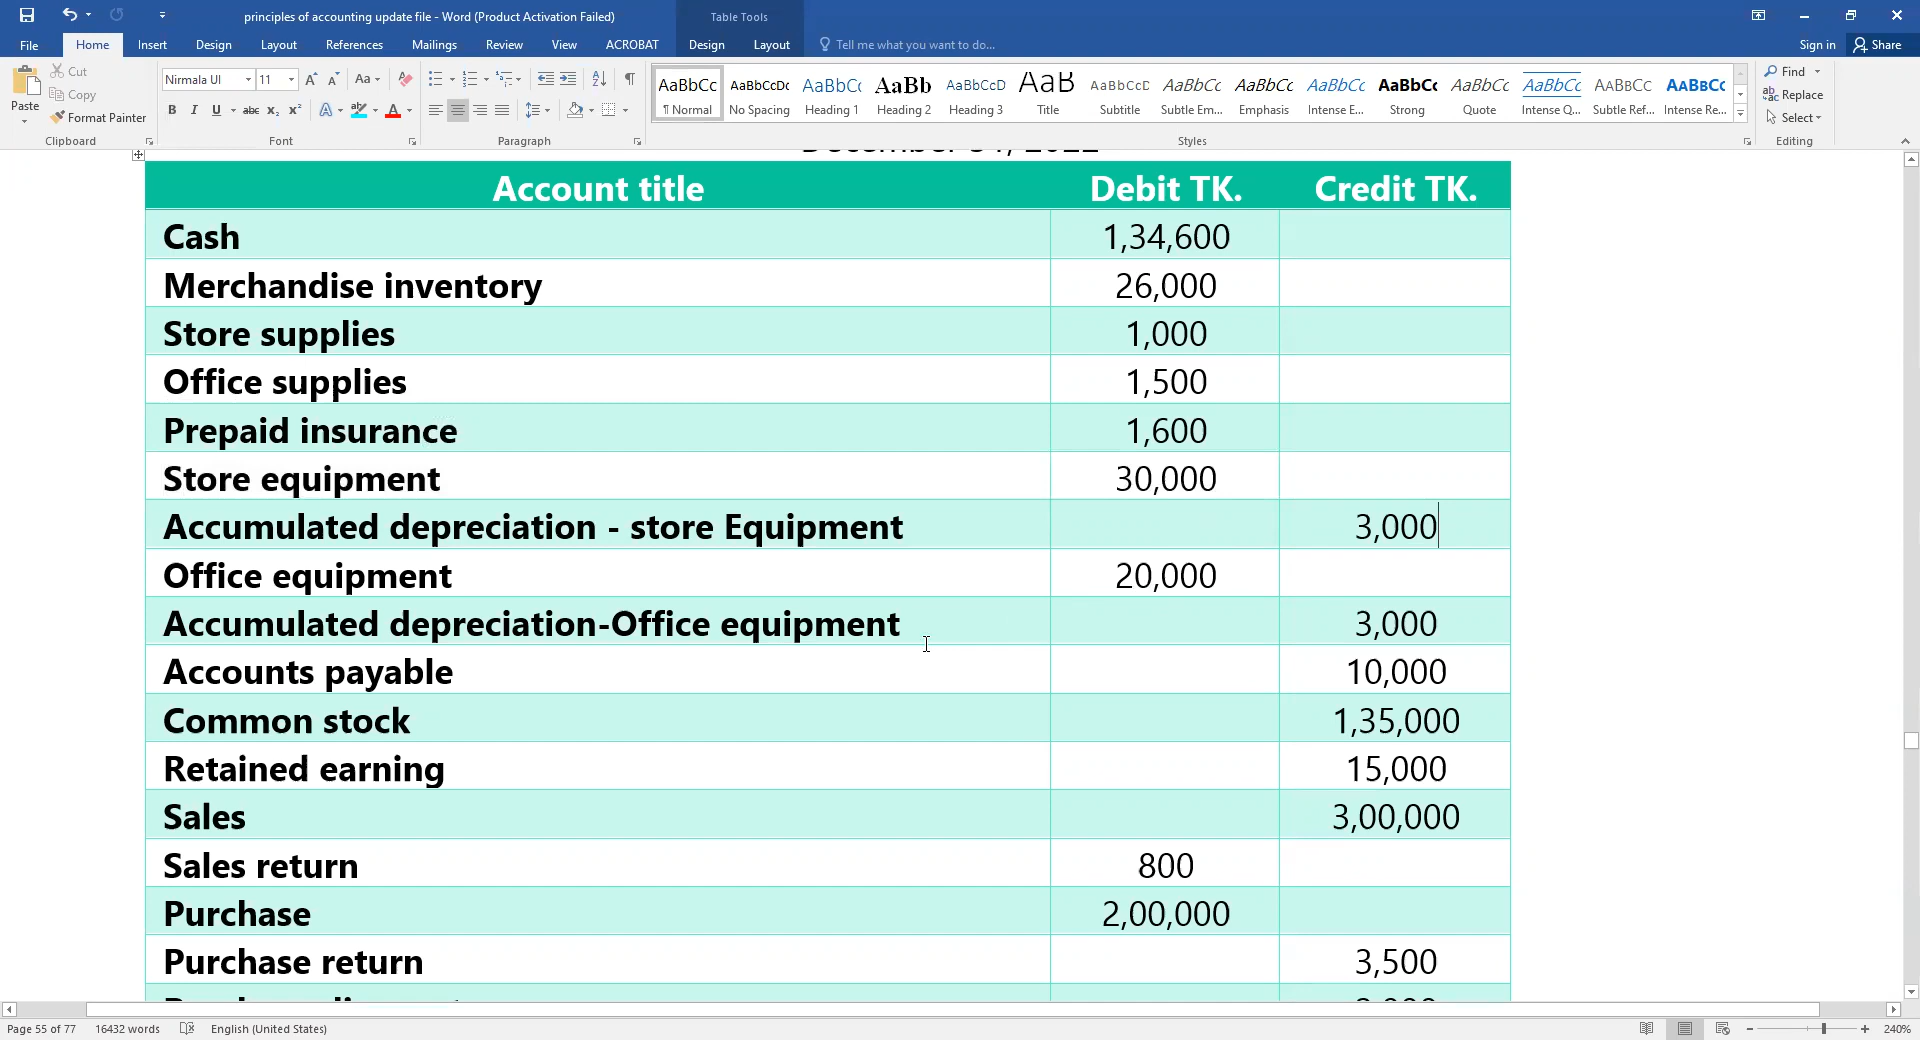 principles of accounting update file - Word (Product Activation Failed)
Table Tools
File Home Insert Design Layout References Mailings Review View ACROBAT Design Layout Tell me what you want to do... Sign in Share
Paste
Cut
Copy
Format Painter
Clipboard
Nirmala UI 11
Font
Paragraph
AaBbCc AaBbCcDc AaBbCc AaBb AaBbCcD AaB AaBbCcD AaBbCc AaBbCc AaBbCc AaBbCc AaBbCc AaBbCc AaBbCc AaBbCc
¶ Normal No Spacing Heading 1 Heading 2 Heading 3 Title Subtitle Subtle Em... Emphasis Intense E... Strong Quote Intense Q... Subtle Ref... Intense Re...
Styles
Find
Replace
Select
Editing
Account title Debit TK. Credit TK.
Cash 1,34,600
Merchandise inventory 26,000
Store supplies 1,000
Office supplies 1,500
Prepaid insurance 1,600
Store equipment 30,000
Accumulated depreciation - store Equipment 3,000
Office equipment 20,000
Accumulated depreciation-Office equipment 3,000
Accounts payable 10,000
Common stock 1,35,000
Retained earning 15,000
Sales 3,00,000
Sales return 800
Purchase 2,00,000
Purchase return 3,500
Page 55 of 77 16432 words English (United States) 240%